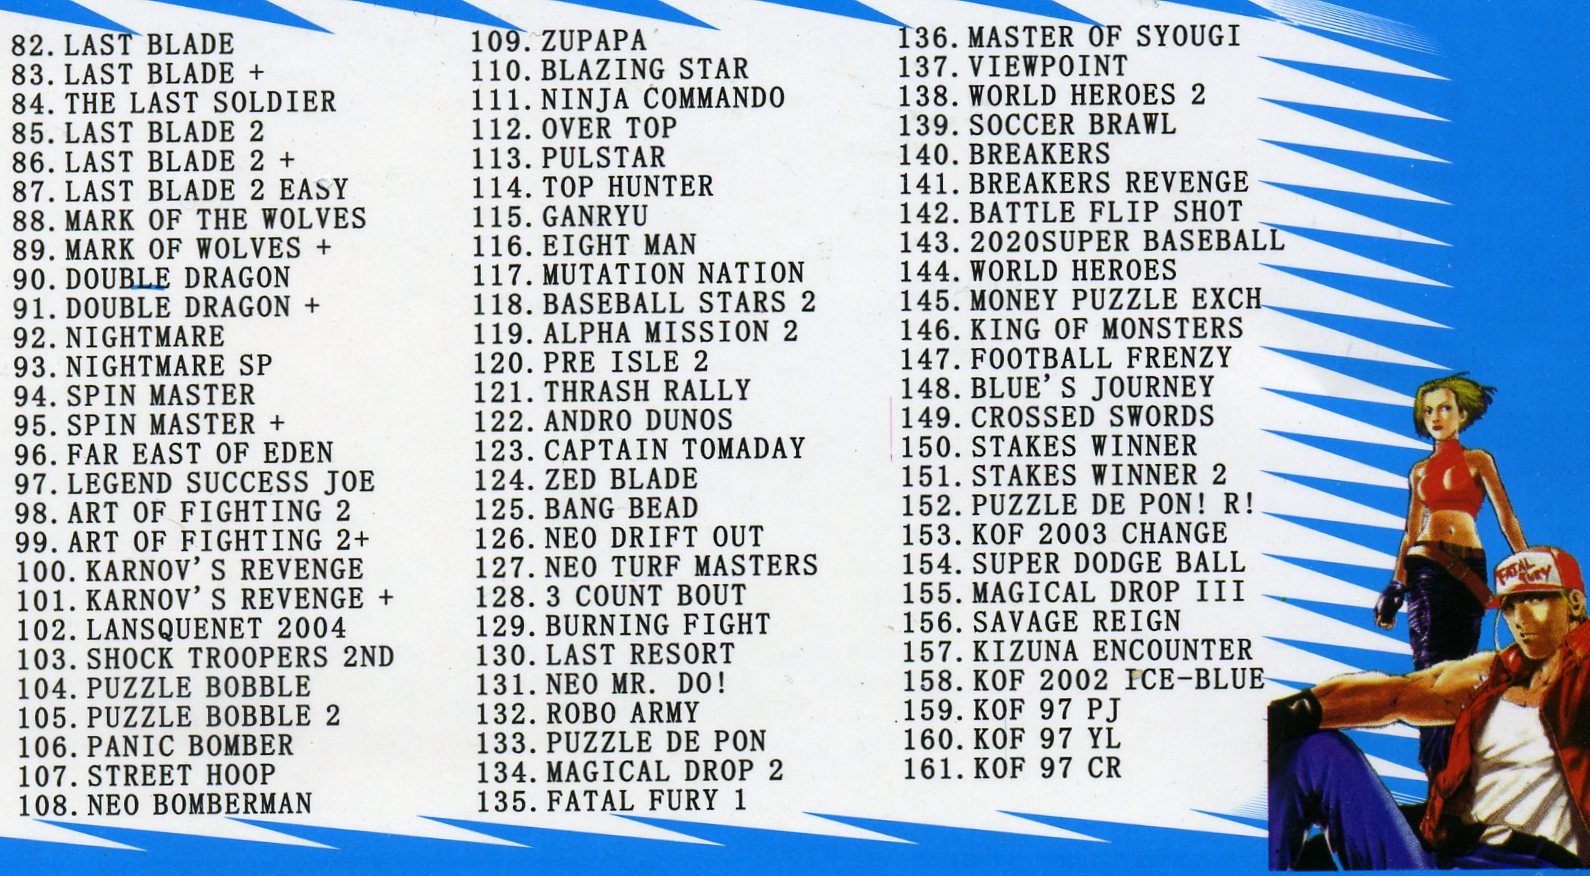 82. LAST BLADE
83. LAST BLADE +
84. THE LAST SOLDIER
85. LAST BLADE 2
86. LAST BLADE 2 +
87. LAST BLADE 2 EASY
88. MARK OF THE WOLVES
89. MARK OF WOLVES +
90. DOUBLE DRAGON
91. DOUBLE DRAGON +
92. NIGHTMARE
93. NIGHTMARE SP
94. SPIN MASTER
95. SPIN MASTER +
96. FAR EAST OF EDEN
97. LEGEND SUCCESS JOE
98. ART OF FIGHTING 2
99. ART OF FIGHTING 2+
100. KARNOV'S REVENGE
101. KARNOV'S REVENGE +
102. LANSQUENET 2004
103. SHOCK TROOPERS 2ND
104. PUZZLE BOBBLE
105. PUZZLE BOBBLE 2
106. PANIC BOMBER
107. STREET HOOP
108. NEO BOMBERMAN
109. ZUPAPA
110. BLAZING STAR
111. NINJA COMMANDO
112. OVER TOP
113. PULSTAR
114. TOP HUNTER
115. GANRYU
116. EIGHT MAN
117. MUTATION NATION
118. BASEBALL STARS 2
119. ALPHA MISSION 2
120. PRE ISLE 2
121. THRASH RALLY
122. ANDRO DUNOS
123. CAPTAIN TOMADAY
124. ZED BLADE
125. BANG BEAD
126. NEO DRIFT OUT
127. NEO TURF MASTERS
128. 3 COUNT BOUT
129. BURNING FIGHT
130. LAST RESORT
131. NEO MR. DO!
132. ROBO ARMY
133. PUZZLE DE PON
134. MAGICAL DROP 2
135. FATAL FURY 1
136. MASTER OF SYOUGI
137. VIEWPOINT
138. WORLD HEROES 2
139. SOCCER BRAWL
140. BREAKERS
141. BREAKERS REVENGE
142. BATTLE FLIP SHOT
143. 2020SUPER BASEBALL
144. WORLD HEROES
145. MONEY PUZZLE EXCH
146. KING OF MONSTERS
147. FOOTBALL FRENZY
148. BLUE'S JOURNEY
149. CROSSED SWORDS
150. STAKES WINNER
151. STAKES WINNER 2
152. PUZZLE DE PON! R!
153. KOF 2003 CHANGE
154. SUPER DODGE BALL
155. MAGICAL DROP III
156. SAVAGE REIGN
157. KIZUNA ENCOUNTER
158. KOF 2002 ICE-BLUE
159. KOF 97 PJ
160. KOF 97 YL
161. KOF 97 CR
FATAL
FURY